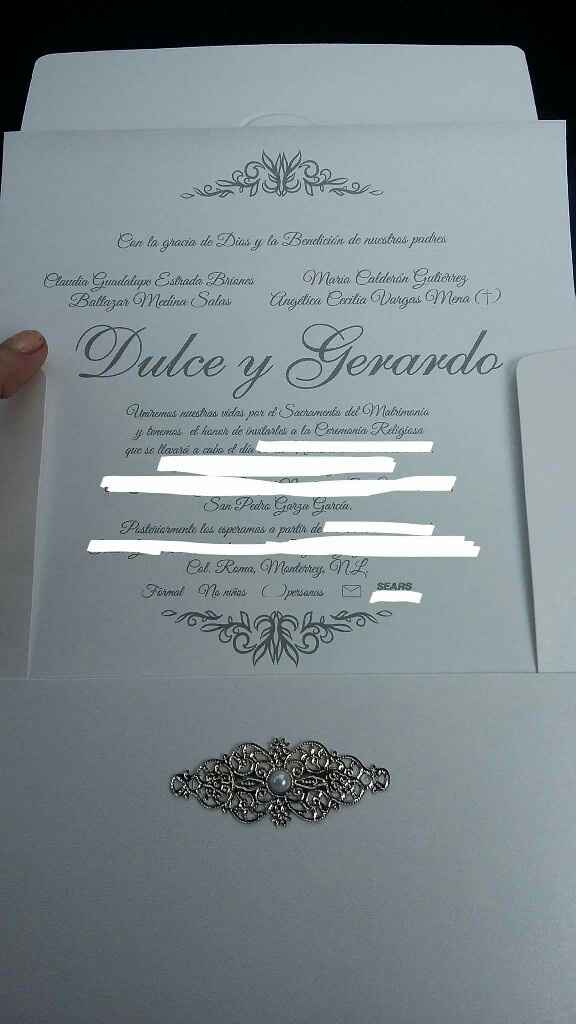 Con la gracia de Dios y la Bendición de nuestros padres
Claudia Guadalupe Estrada Briones
Baltazar Medina Salas
Mario Calderón Gutiérrez
Angélica Cecilia Vargas Mena (✝)
Dulce y Gerardo
Uniremos nuestras vidas por el Sacramento del Matrimonio
y tenemos el honor de invitarles a la Ceremonia Religiosa
que se llevará a cabo el día
San Pedro Garza García.
Posteriormente los esperamos a partir de
Col. Roma, Monterrey, N.L.
Formal No niños ( ) personas SEARS